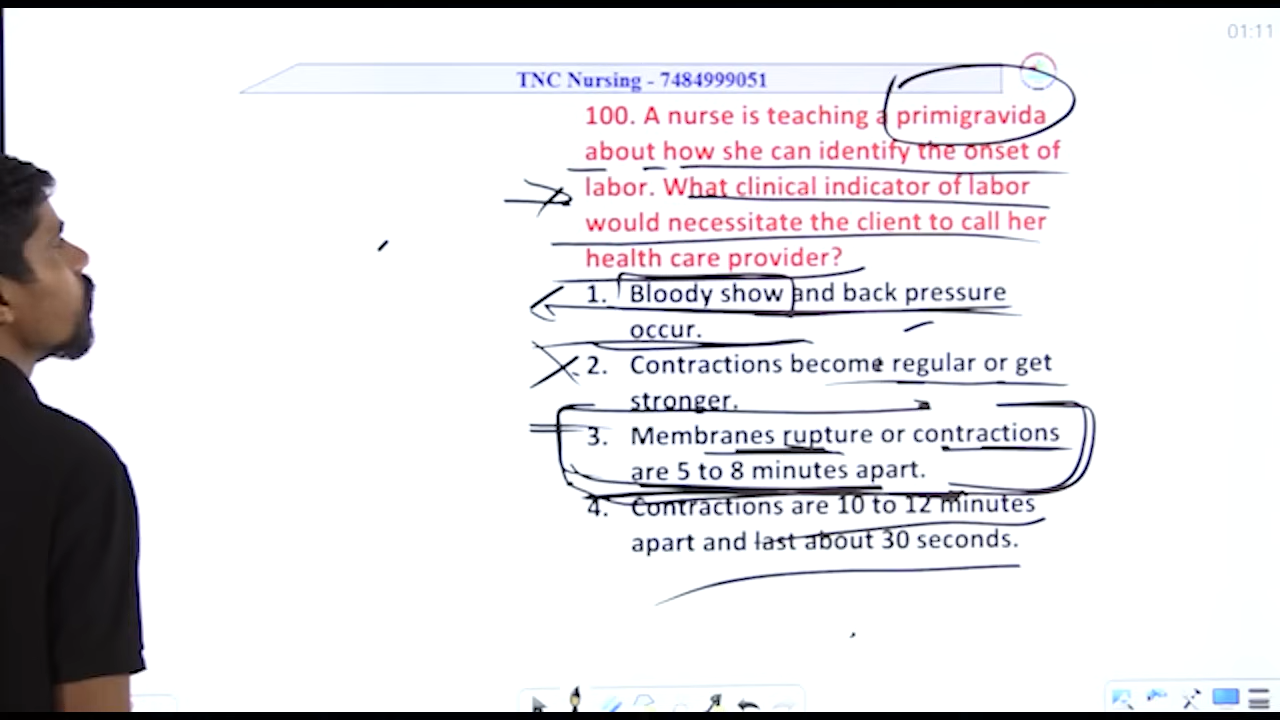 01:11
TNC Nursing - 7484999051
100. A nurse is teaching a primigravida
about how she can identify the onset of
labor. What clinical indicator of labor
would necessitate the client to call her
health care provider?
1. Bloody show and back pressure
occur.
2. Contractions become regular or get
stronger.
3. Membranes rupture or contractions
are 5 to 8 minutes apart.
4. Contractions are 10 to 12 minutes
apart and last about 30 seconds.